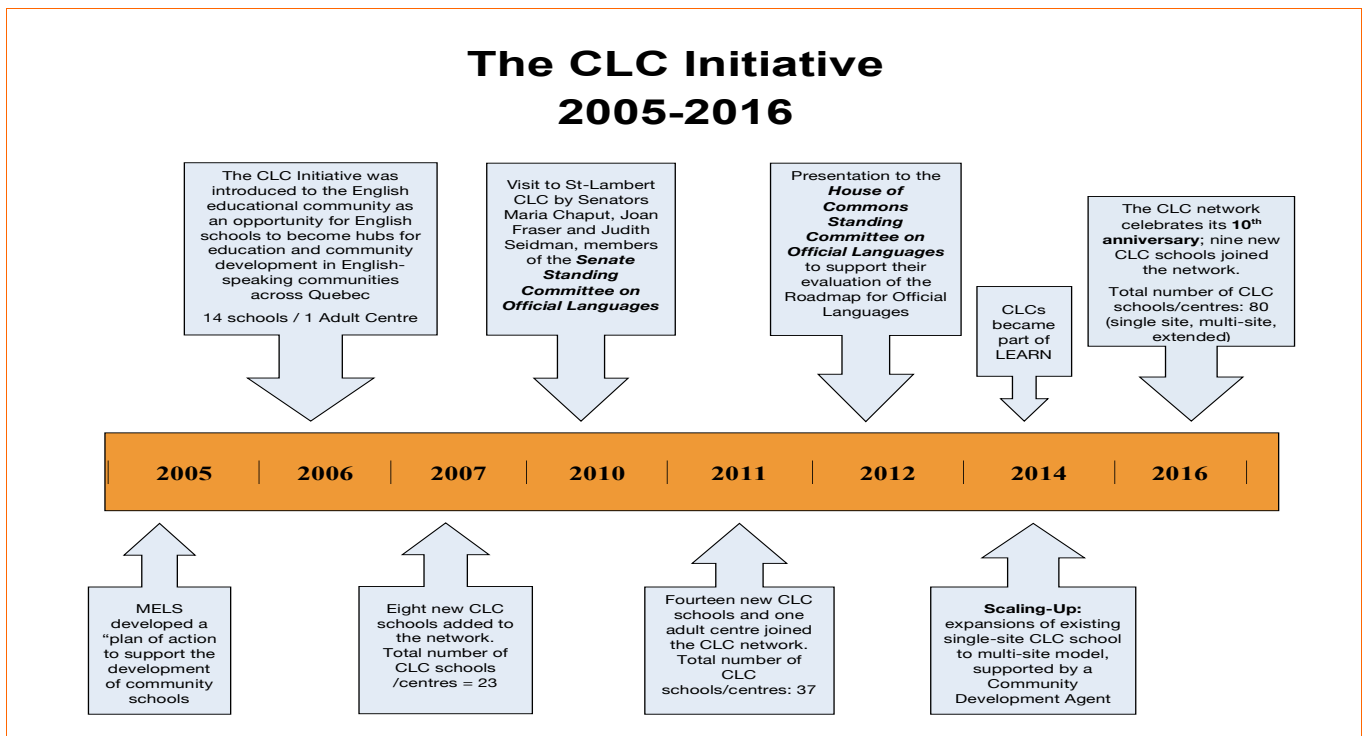 The CLC Initiative
2005-2016
The CLC Initiative was
introduced to the English
educational community as
an opportunity for English
schools to become hubs for
education and community
development in English-
speaking communities
across Quebec
14 schools / 1 Adult Centre
Visit to St-Lambert
CLC by Senators
Maria Chaput, Joan
Fraser and Judith
Seidman, members
of the Senate
Standing
Committee on
Official Languages
Presentation to the
House of
Commons
Standing
Committee on
Official Languages
to support their
evaluation of the
Roadmap for Official
Languages
CLCs
became
part of
LEARN
The CLC network
celebrates its 10th
anniversary; nine new
CLC schools joined
the network.
Total number of CLC
schools/centres: 80
(single site, multi-site,
extended)
2005 2006 2007 2010 2011 2012 2014 2016
MELS
developed a
“plan of action
to support the
development
of community
schools
Eight new CLC
schools added to
the network.
Total number of
CLC schools
/centres = 23
Fourteen new CLC
schools and one
adult centre joined
the CLC network.
Total number of
CLC
schools/centres: 37
Scaling-Up:
expansions of existing
single-site CLC school
to multi-site model,
supported by a
Community
Development Agent